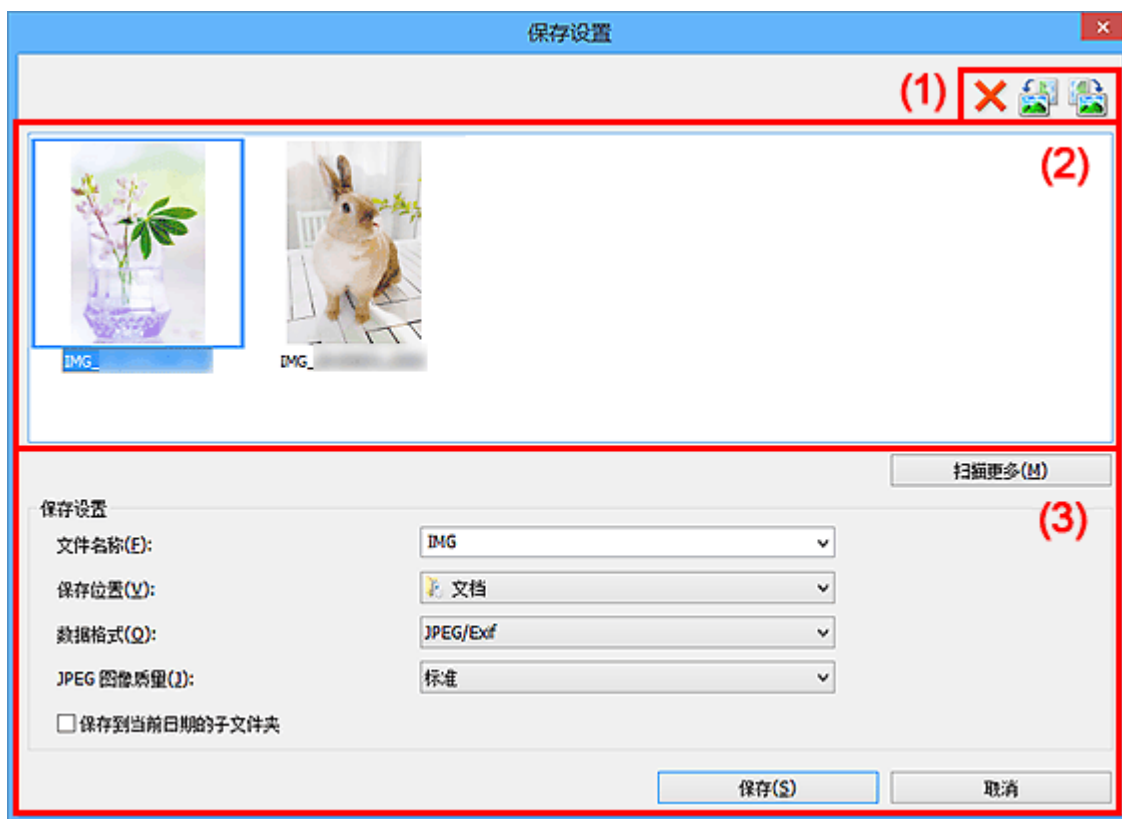 保存设置
(1)
(2)
IMG_
IMG_
扫描更多(M)
保存设置
(3)
文件名称(F):
IMG
保存位置(V):
文档
数据格式(O):
JPEG/Exif
JPEG 图像质量(J):
标准
保存到当前日期的子文件夹
保存(S)
取消